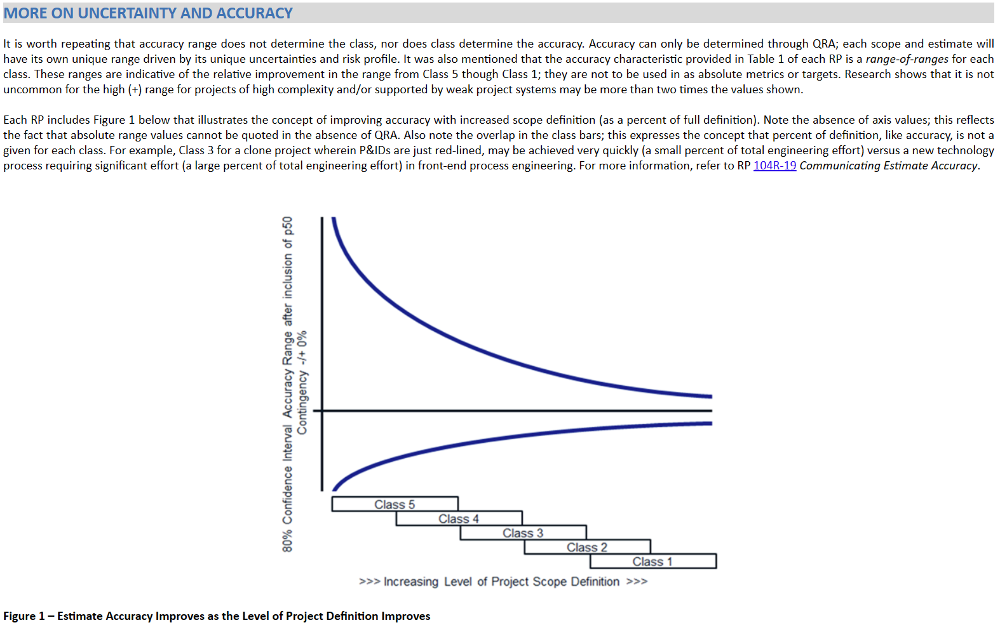 MORE ON UNCERTAINTY AND ACCURACY
It is worth repeating that accuracy range does not determine the class, nor does class determine the accuracy. Accuracy can only be determined through QRA; each scope and estimate will
have its own unique range driven by its unique uncertainties and risk profile. It was also mentioned that the accuracy characteristic provided in Table 1 of each RP is a range-of-ranges for each
class. These ranges are indicative of the relative improvement in the range from Class 5 though Class 1; they are not to be used in as absolute metrics or targets. Research shows that it is not
uncommon for the high (+) range for projects of high complexity and/or supported by weak project systems may be more than two times the values shown.
Each RP includes Figure 1 below that illustrates the concept of improving accuracy with increased scope definition (as a percent of full definition). Note the absence of axis values; this reflects
the fact that absolute range values cannot be quoted in the absence of QRA. Also note the overlap in the class bars; this expresses the concept that percent of definition, like accuracy, is not a
given for each class. For example, Class 3 for a clone project wherein P&IDs are just red-lined, may be achieved very quickly (a small percent of total engineering effort) versus a new technology
process requiring significant effort (a large percent of total engineering effort) in front-end process engineering. For more information, refer to RP 104R-19 Communicating Estimate Accuracy.
80% Confidence Interval Accuracy Range after inclusion of p50
Contingency -/+ 0%
Class 5
Class 4
Class 3
Class 2
Class 1
>>> Increasing Level of Project Scope Definition >>>
Figure 1 – Estimate Accuracy Improves as the Level of Project Definition Improves